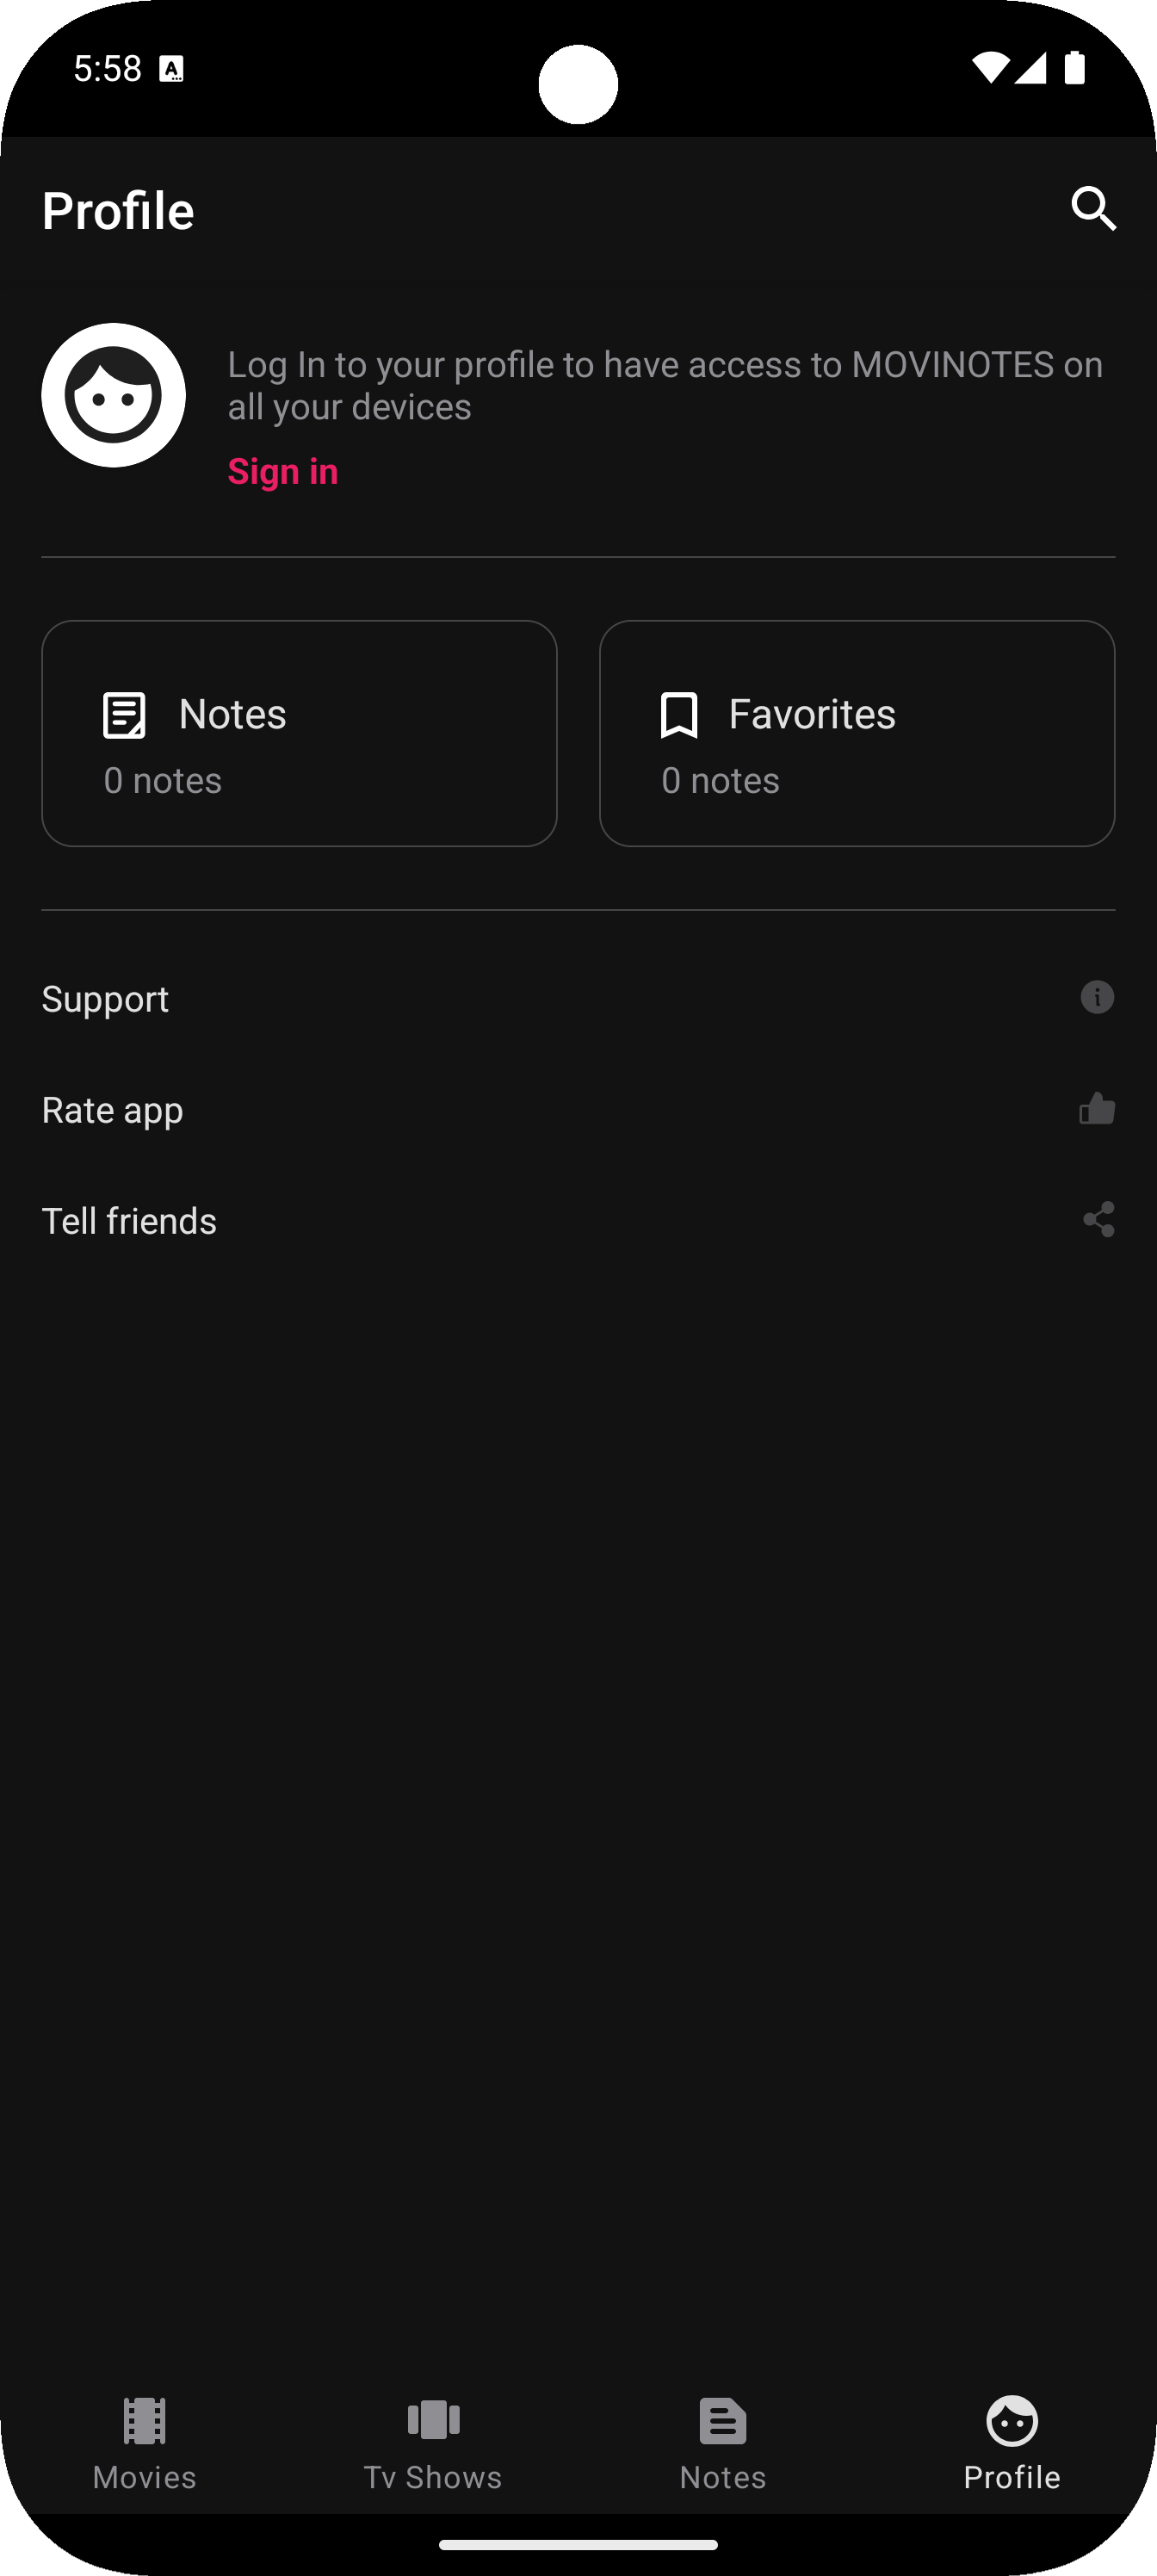 5:58
Profile
Log In to your profile to have access to MOVINOTES on
all your devices
Sign in
Notes
0 notes
Favorites
0 notes
Support
Rate app
Tell friends
Movies
Tv Shows
Notes
Profile